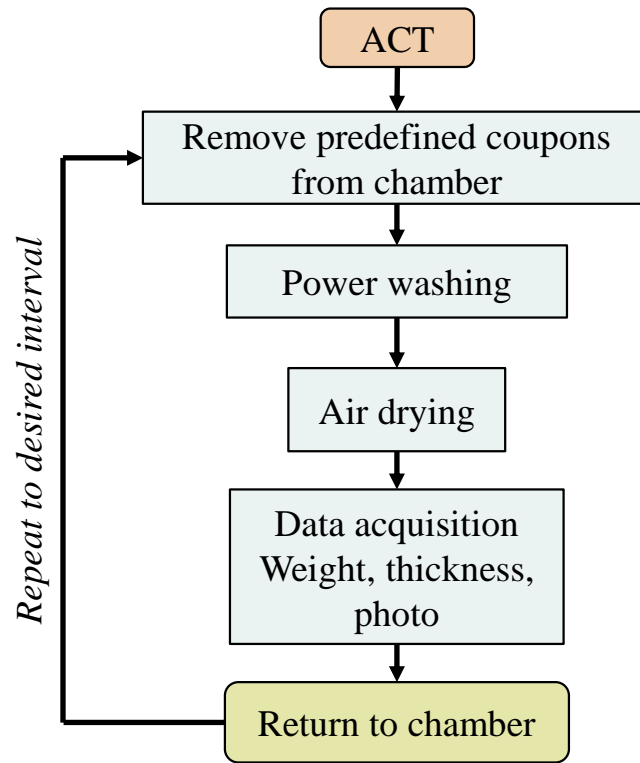 ACT
Remove predefined coupons
from chamber
Power washing
Air drying
Data acquisition
Weight, thickness,
photo
Return to chamber
Repeat to desired interval